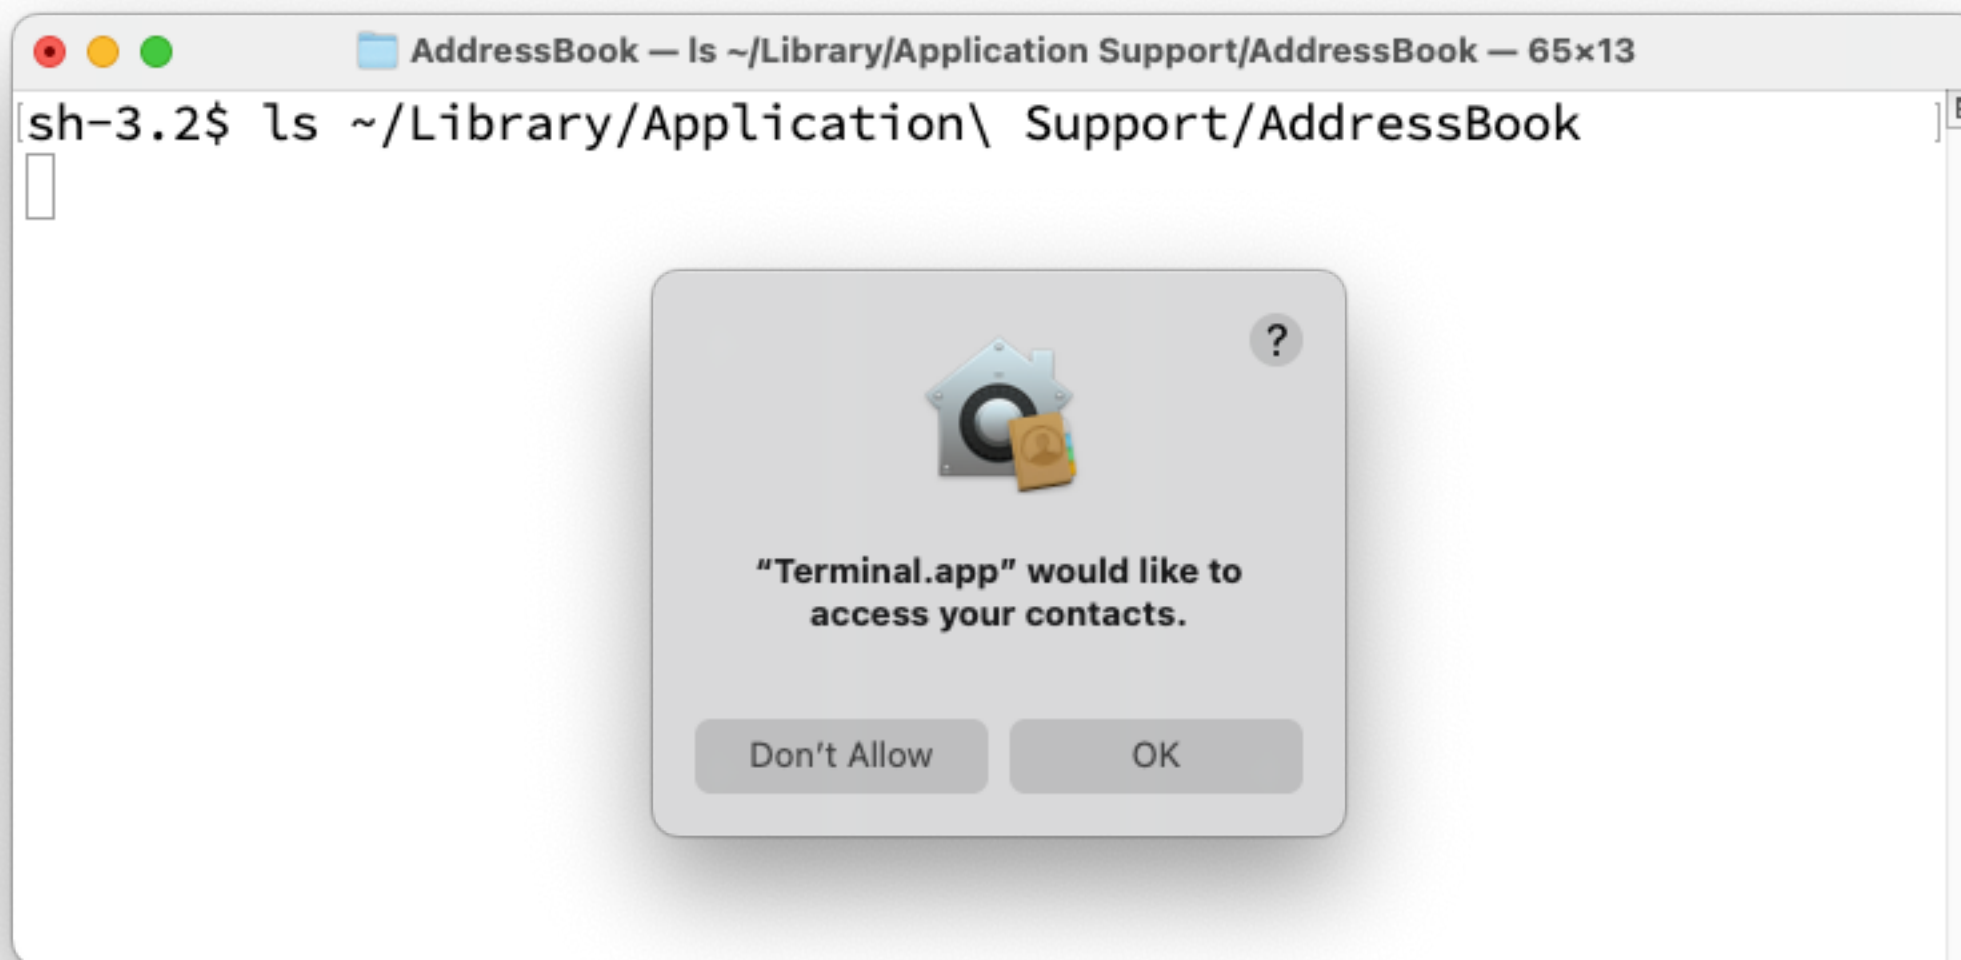 AddressBook — ls ~/Library/Application Support/AddressBook — 65×13
[sh-3.2$ ls ~/Library/Application\ Support/AddressBook ]
?
“Terminal.app” would like to
access your contacts.
Don’t Allow OK